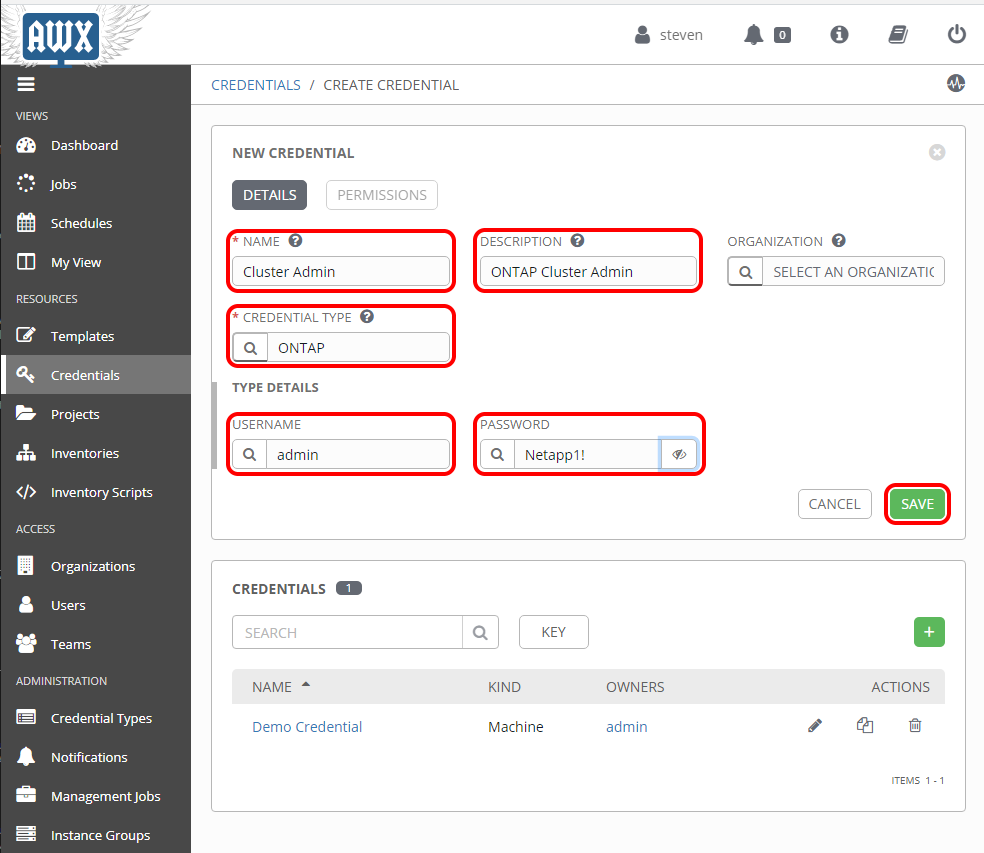 AWX
steven
0
VIEWS
Dashboard
Jobs
Schedules
My View
RESOURCES
Templates
Credentials
Projects
Inventories
Inventory Scripts
ACCESS
Organizations
Users
Teams
ADMINISTRATION
Credential Types
Notifications
Management Jobs
Instance Groups
CREDENTIALS / CREATE CREDENTIAL
NEW CREDENTIAL
DETAILS PERMISSIONS
* NAME DESCRIPTION ORGANIZATION
Cluster Admin ONTAP Cluster Admin SELECT AN ORGANIZATIO
* CREDENTIAL TYPE
ONTAP
TYPE DETAILS
USERNAME PASSWORD
admin Netapp1!
CANCEL SAVE
CREDENTIALS 1
SEARCH KEY +
NAME KIND OWNERS ACTIONS
Demo Credential Machine admin
ITEMS 1 - 1